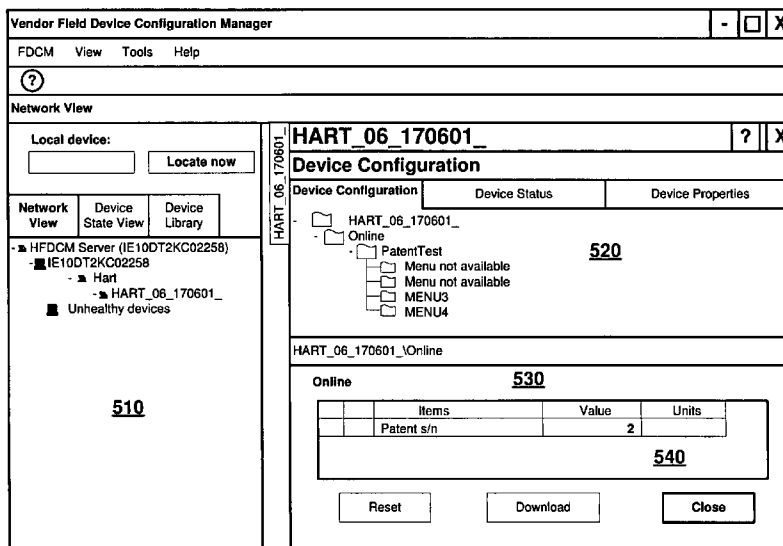 Vendor Field Device Configuration Manager - X
FDCM View Tools Help
?
Network View
Local device:
Locate now
Network View
Device State View
Device Library
- HFDCM Server (IE10DT2KC02258)
- IE10DT2KC02258
- Hart
- HART_06_170601_
Unhealthy devices
510
HART_06_170601_
HART_06_170601_ ? X
Device Configuration
Device Configuration Device Status Device Properties
- HART_06_170601_
- Online
- PatentTest
Menu not available
Menu not available
MENU3
MENU4
520
HART_06_170601_\Online
Online 530
Items Value Units
Patent s/n 2
540
Reset Download Close